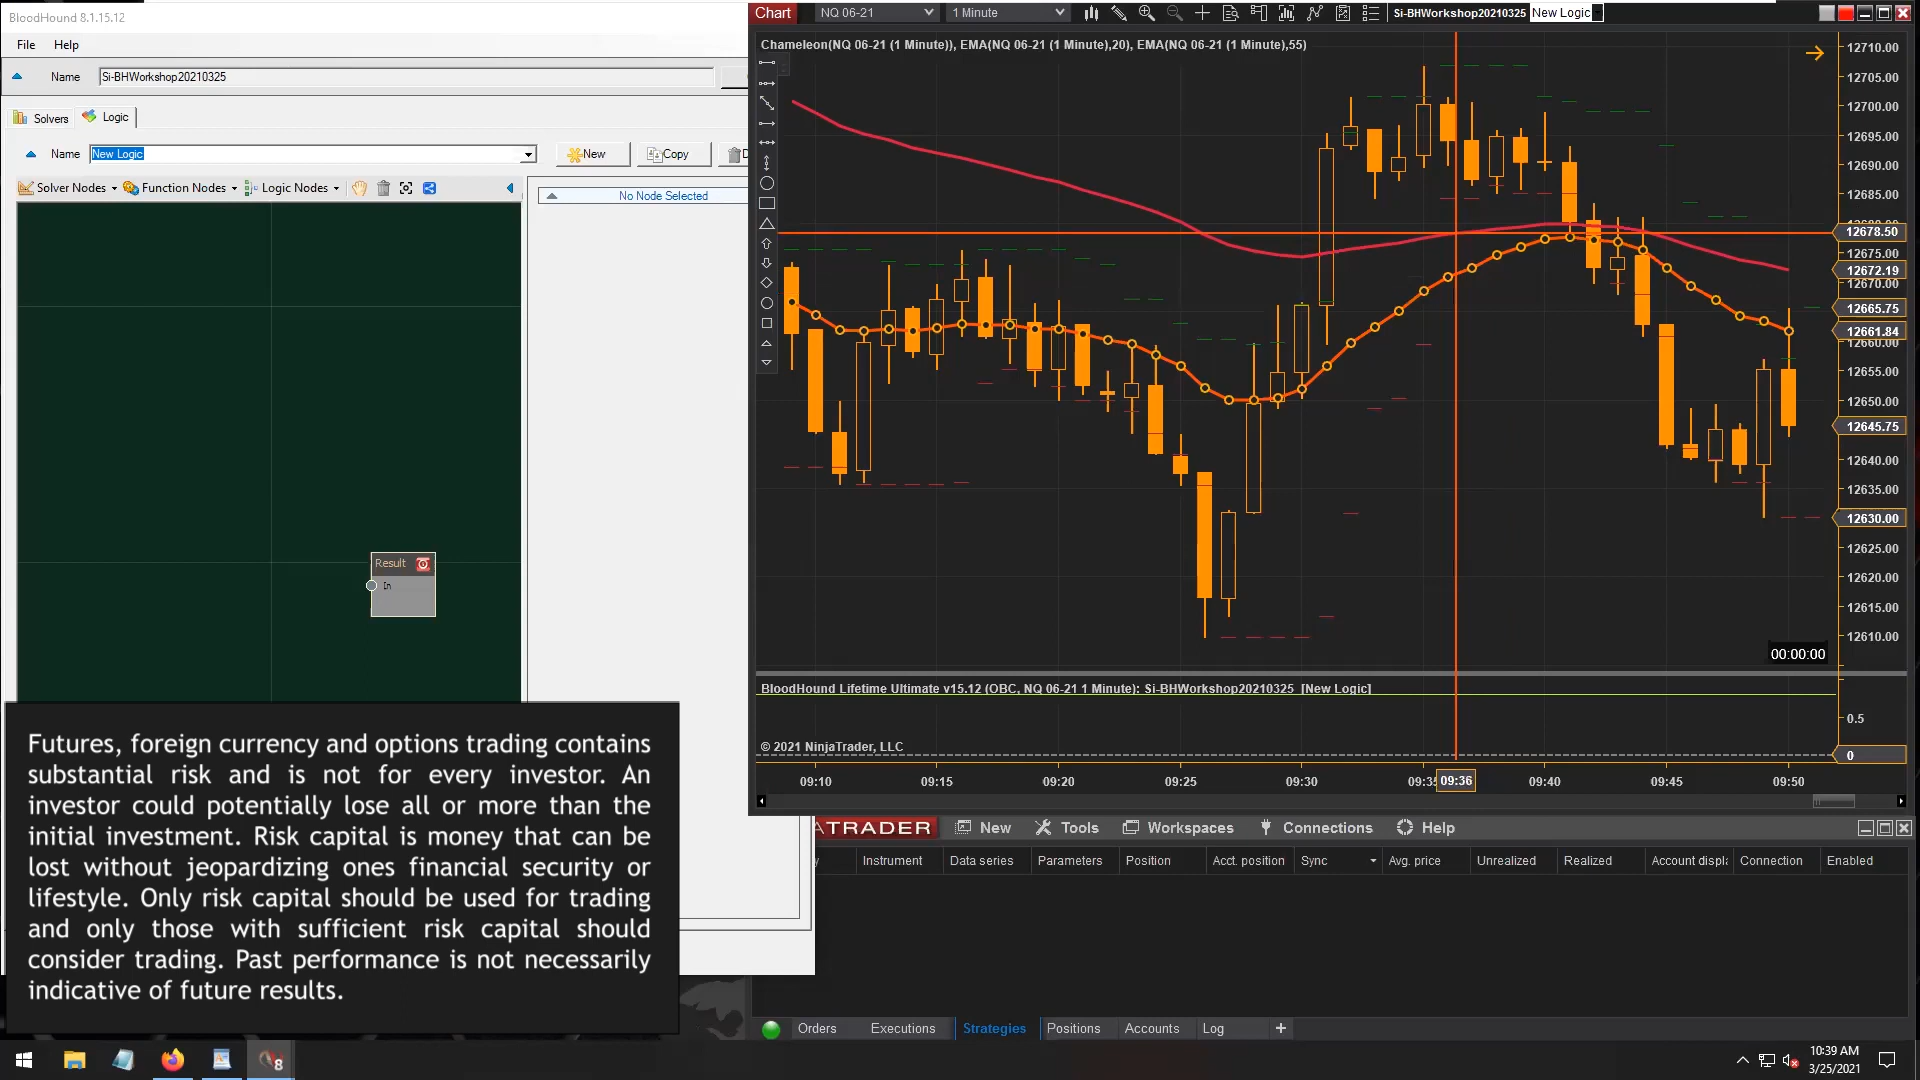 BloodHound 8.1.15.12
File Help
Name Si-BHWorkshop20210325
Solvers Logic
Name New Logic New Copy
Solver Nodes Function Nodes Logic Nodes
No Node Selected
Result
In
Chart NQ 06-21 1 Minute Si-BHWorkshop20210325 New Logic
Chameleon(NQ 06-21 (1 Minute)), EMA(NQ 06-21 (1 Minute),20), EMA(NQ 06-21 (1 Minute),55)
12710.00
12705.00
12700.00
12695.00
12690.00
12685.00
12680.00
12678.50
12675.00
12672.19
12670.00
12665.75
12661.84
12660.00
12655.00
12650.00
12645.75
12640.00
12635.00
12630.00
12625.00
12620.00
12615.00
12610.00
00:00:00
BloodHound Lifetime Ultimate v15.12 (OBC, NQ 06-21 1 Minute): Si-BHWorkshop20210325 [New Logic]
0.5
© 2021 NinjaTrader, LLC
0
09:10 09:15 09:20 09:25 09:30 09:35 09:36 09:40 09:45 09:50
ATRADER New Tools Workspaces Connections Help
y Instrument Data series Parameters Position Acct. position Sync Avg. price Unrealized Realized Account displ Connection Enabled
Futures, foreign currency and options trading contains
substantial risk and is not for every investor. An
investor could potentially lose all or more than the
initial investment. Risk capital is money that can be
lost without jeopardizing ones financial security or
lifestyle. Only risk capital should be used for trading
and only those with sufficient risk capital should
consider trading. Past performance is not necessarily
indicative of future results.
Orders Executions Strategies Positions Accounts Log +
8
10:39 AM
3/25/2021